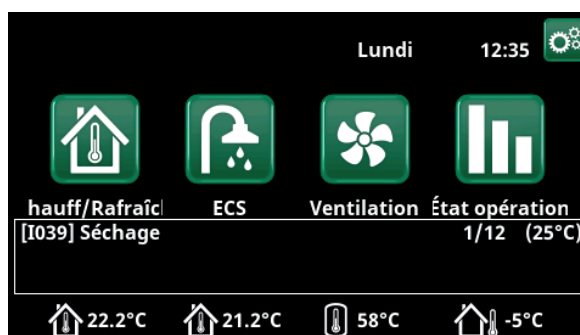 Lundi 12:35
hauff/Rafraîc ECS Ventilation État opération
[I039] Séchage 1/12 (25°C)
22.2°C 21.2°C 58°C -5°C